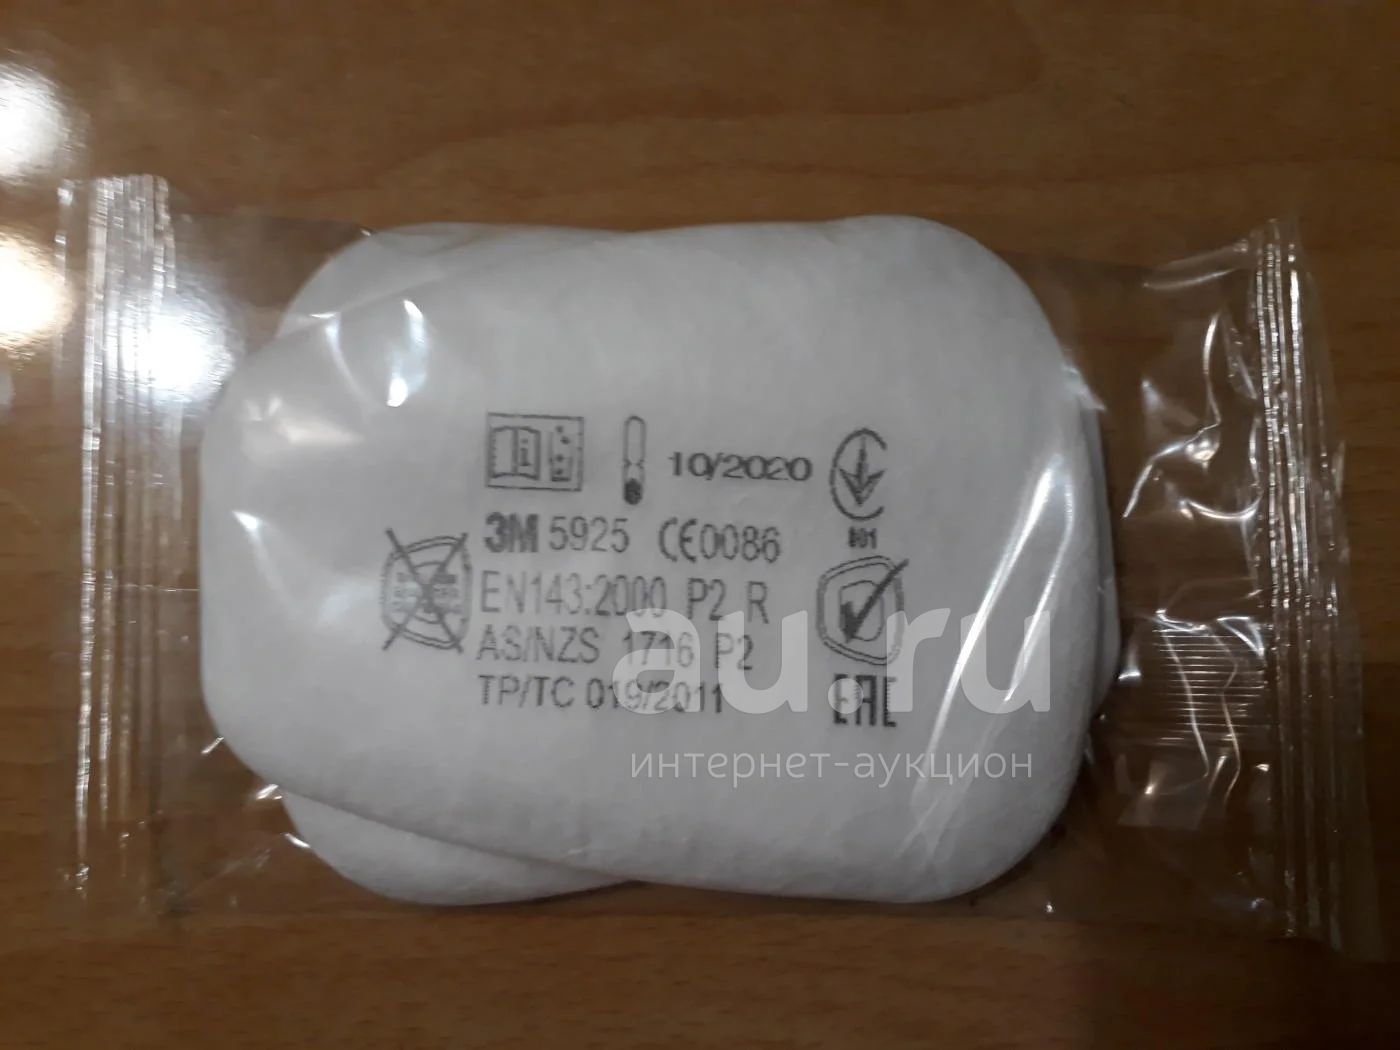 10/2020
3M 5925 CE0086
EN143:2000 P2 R
AS/NZS 1716 P2
TP/TC 019/2011
EAC
au.ru
интернет-аукцион